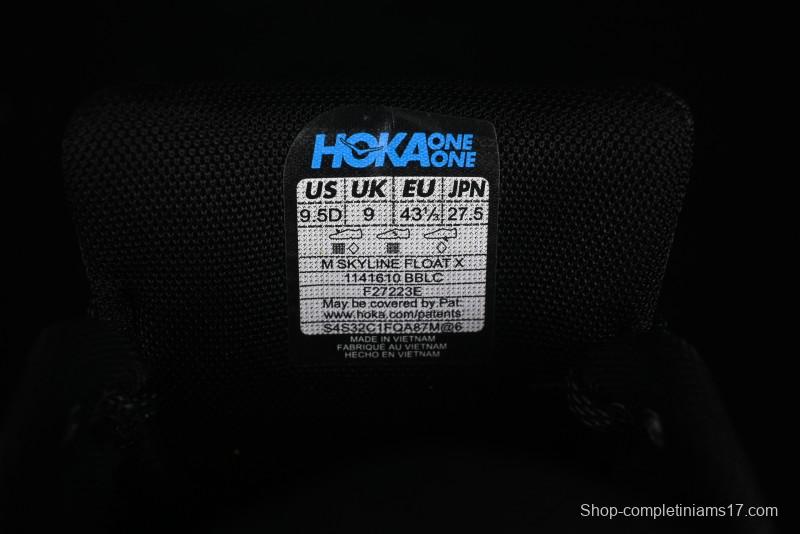 HOKA ONE ONE
US UK EU JPN
9.5D 9 43⅓ 27.5
M SKYLINE FLOAT X
1141610 BBLC
F27223E
May be covered by Pat:
www.hoka.com/patents
S4S32C1FQA87M@6
MADE IN VIETNAM
FABRIQUÉ AU VIETNAM
HECHO EN VIETNAM
Shop-completiniams17.com